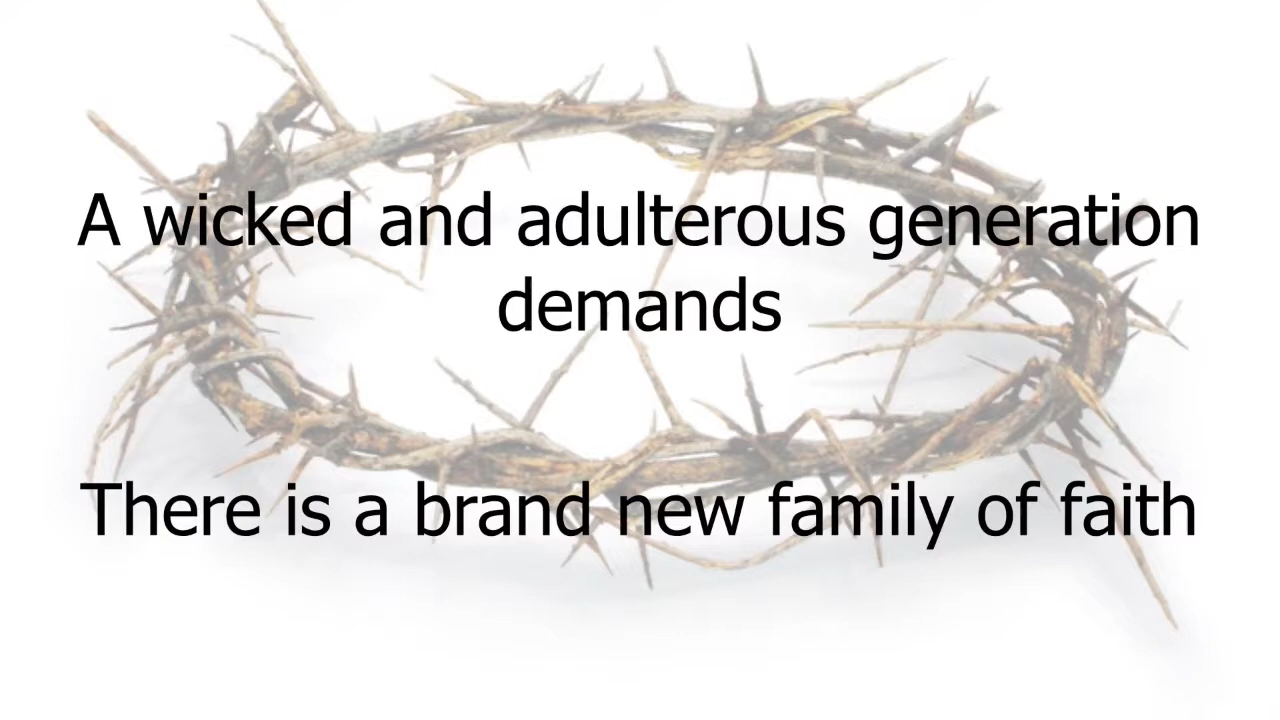 A wicked and adulterous generation
demands
There is a brand new family of faith